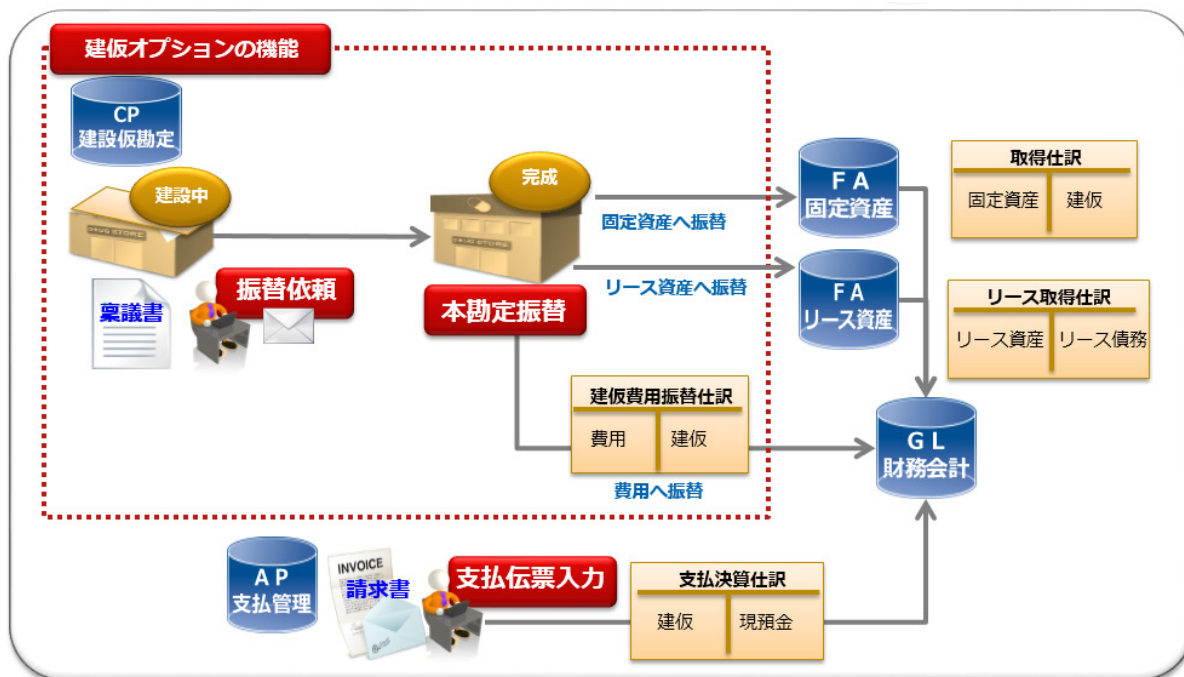 建仮オプションの機能
CP
建設仮勘定
建設中
DRUG STORE
稟議書
振替依頼
完成
DRUG STORE
本勘定振替
固定資産へ振替
リース資産へ振替
ＦＡ
固定資産
ＦＡ
リース資産
取得仕訳
固定資産 建仮
リース取得仕訳
リース資産 リース債務
建仮費用振替仕訳
費用 建仮
費用へ振替
ＧＬ
財務会計
ＡＰ
支払管理
INVOICE
請求書
支払伝票入力
支払決算仕訳
建仮 現預金